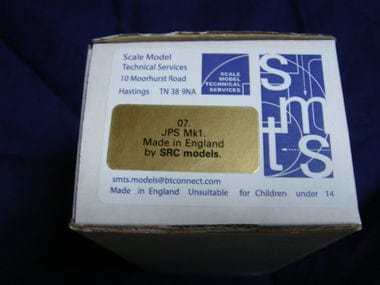 Scale Model
Technical Services
10 Moorhurst Road
Hastings TN 38 9NA
SCALE
MODEL
TECHNICAL
SERVICES
smts
07.
JPS Mk1.
Made in England
by SRC models.
smts.models@btconnect.com
Made in England Unsuitable for Children under 14